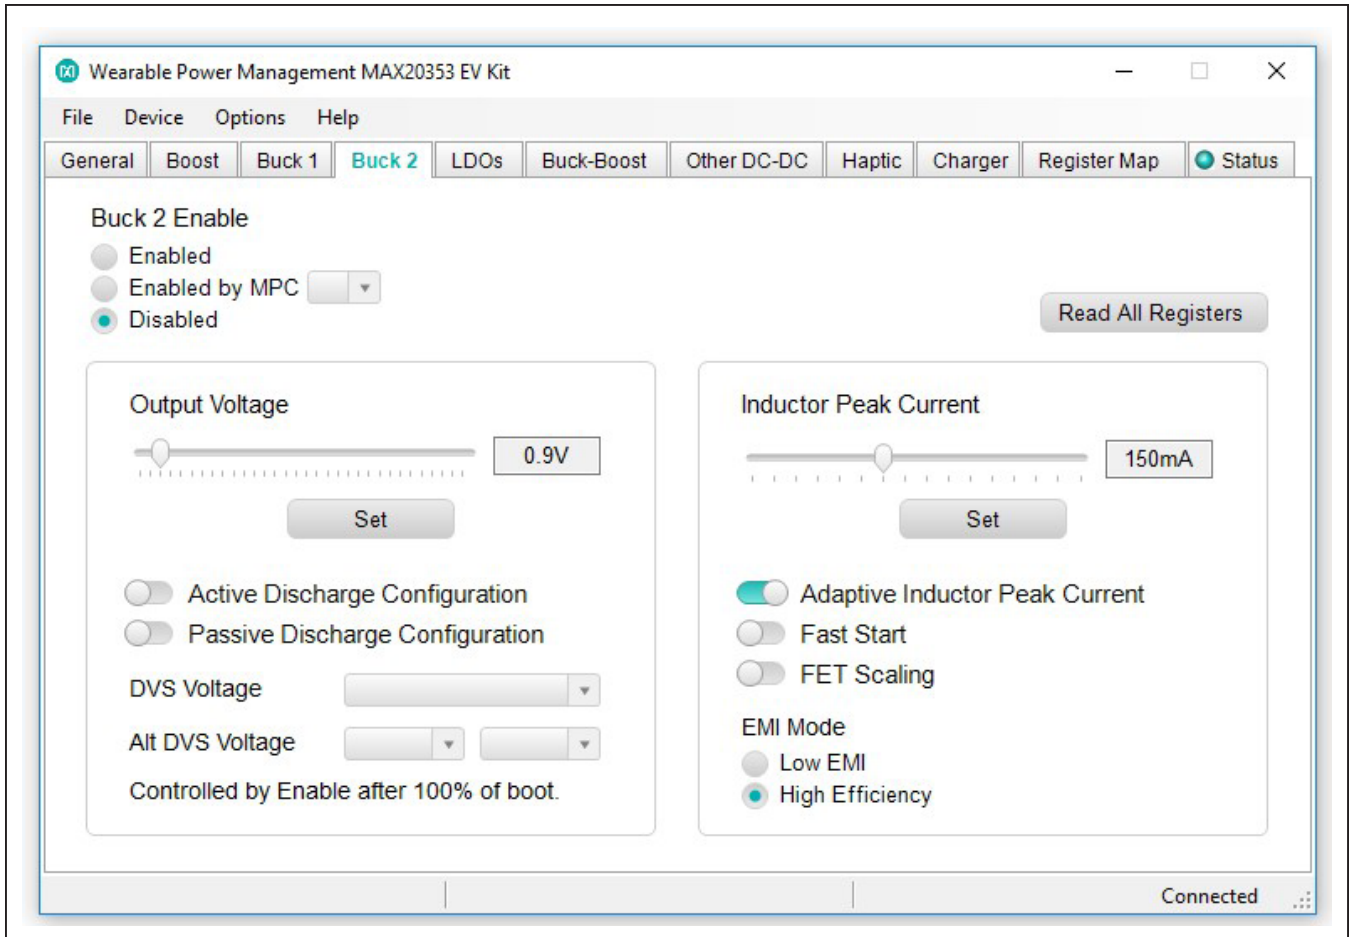 Wearable Power Management MAX20353 EV Kit
File Device Options Help
General Boost Buck 1 Buck 2 LDOs Buck-Boost Other DC-DC Haptic Charger Register Map Status
Buck 2 Enable
Enabled
Enabled by MPC
Disabled
Read All Registers
Output Voltage
0.9V
Set
Active Discharge Configuration
Passive Discharge Configuration
DVS Voltage
Alt DVS Voltage
Controlled by Enable after 100% of boot.
Inductor Peak Current
150mA
Set
Adaptive Inductor Peak Current
Fast Start
FET Scaling
EMI Mode
Low EMI
High Efficiency
Connected